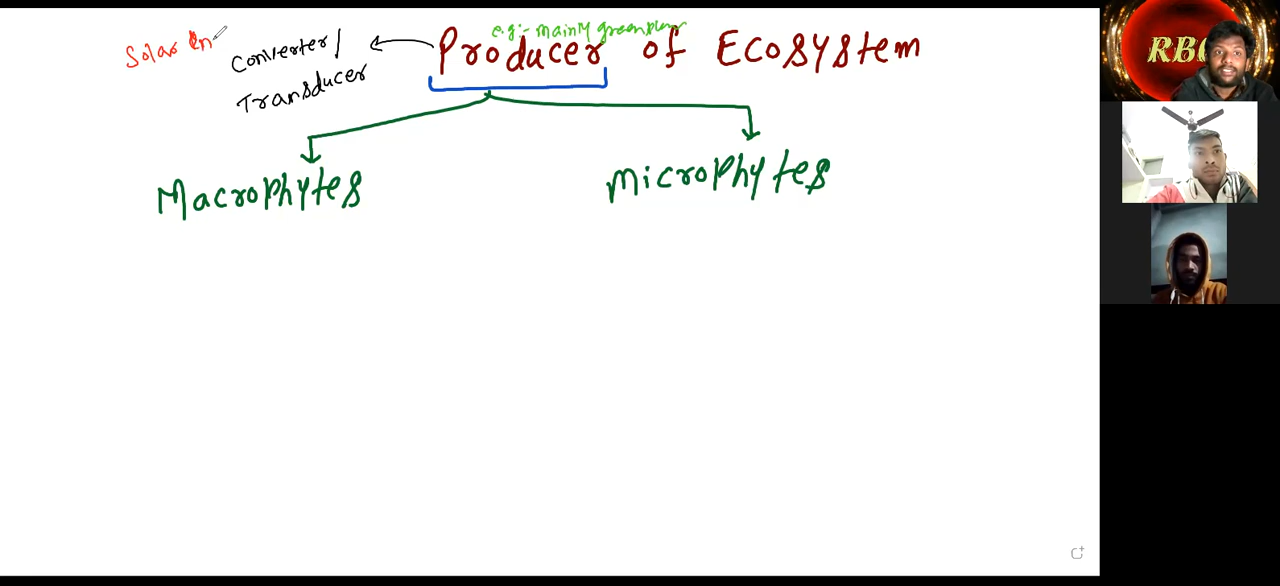 e.g:- mainly green plant
Solar En
Converter/
Transducer
Producer of Ecosystem
Macrophytes
Microphytes
RBC